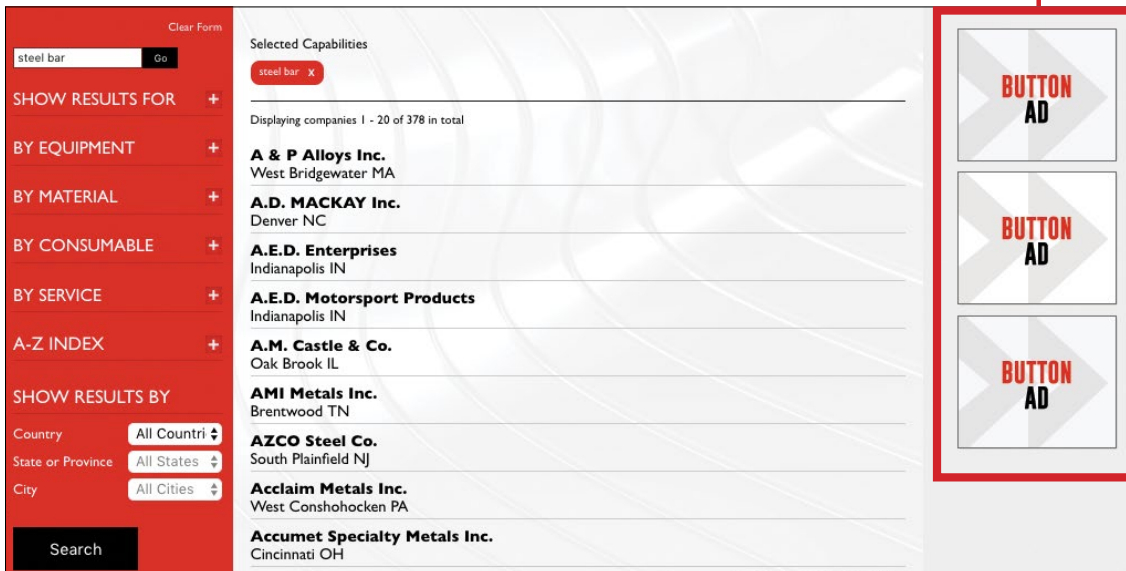 Clear Form
steel bar
Go
SHOW RESULTS FOR +
BY EQUIPMENT +
BY MATERIAL +
BY CONSUMABLE +
BY SERVICE +
A-Z INDEX +
SHOW RESULTS BY
Country All Countri
State or Province All States
City All Cities
Search
Selected Capabilities
steel bar x
Displaying companies 1 - 20 of 378 in total
A & P Alloys Inc.
West Bridgewater MA
A.D. MACKAY Inc.
Denver NC
A.E.D. Enterprises
Indianapolis IN
A.E.D. Motorsport Products
Indianapolis IN
A.M. Castle & Co.
Oak Brook IL
AMI Metals Inc.
Brentwood TN
AZCO Steel Co.
South Plainfield NJ
Acclaim Metals Inc.
West Conshohocken PA
Accumet Specialty Metals Inc.
Cincinnati OH
BUTTON
AD
BUTTON
AD
BUTTON
AD